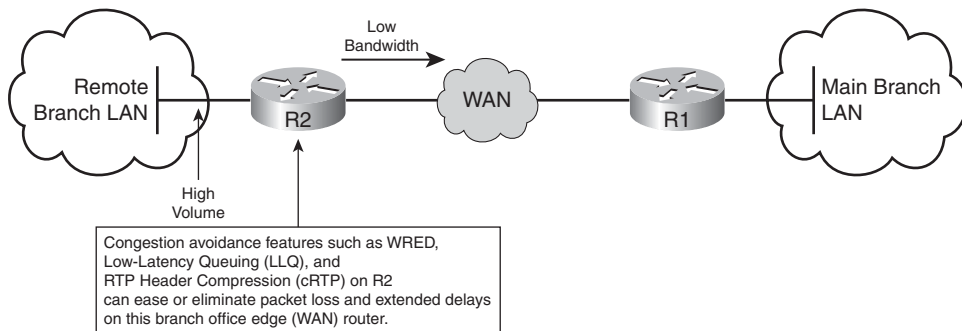 Low
Bandwidth
Remote
Branch LAN
R2
WAN
R1
Main Branch
LAN
High
Volume
Congestion avoidance features such as WRED,
Low-Latency Queuing (LLQ), and
RTP Header Compression (cRTP) on R2
can ease or eliminate packet loss and extended delays
on this branch office edge (WAN) router.